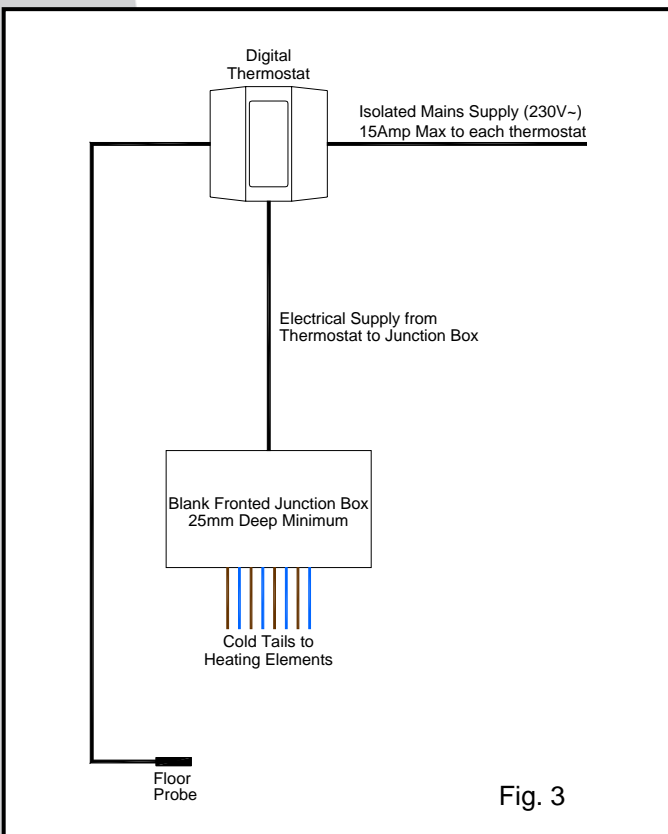 Digital
Thermostat
Isolated Mains Supply (230V~)
15Amp Max to each thermostat
Electrical Supply from
Thermostat to Junction Box
Blank Fronted Junction Box
25mm Deep Minimum
Cold Tails to
Heating Elements
Floor
Probe
Fig. 3